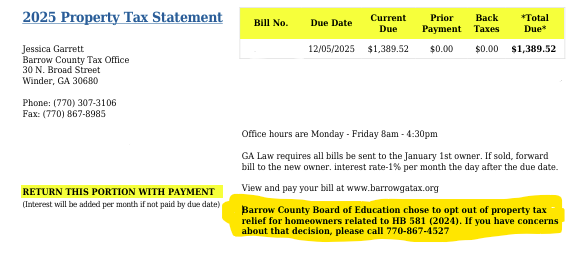 2025 Property Tax Statement
Jessica Garrett
Barrow County Tax Office
30 N. Broad Street
Winder, GA 30680
Phone: (770) 307-3106
Fax: (770) 867-8985
RETURN THIS PORTION WITH PAYMENT
(Interest will be added per month if not paid by due date)
Bill No. Due Date Current Due Prior Payment Back Taxes *Total Due*
12/05/2025 $1,389.52 $0.00 $0.00 $1,389.52
Office hours are Monday - Friday 8am - 4:30pm
GA Law requires all bills be sent to the January 1st owner. If sold, forward
bill to the new owner. interest rate-1% per month the day after the due date.
View and pay your bill at www.barrowgatax.org
Barrow County Board of Education chose to opt out of property tax
relief for homeowners related to HB 581 (2024). If you have concerns
about that decision, please call 770-867-4527